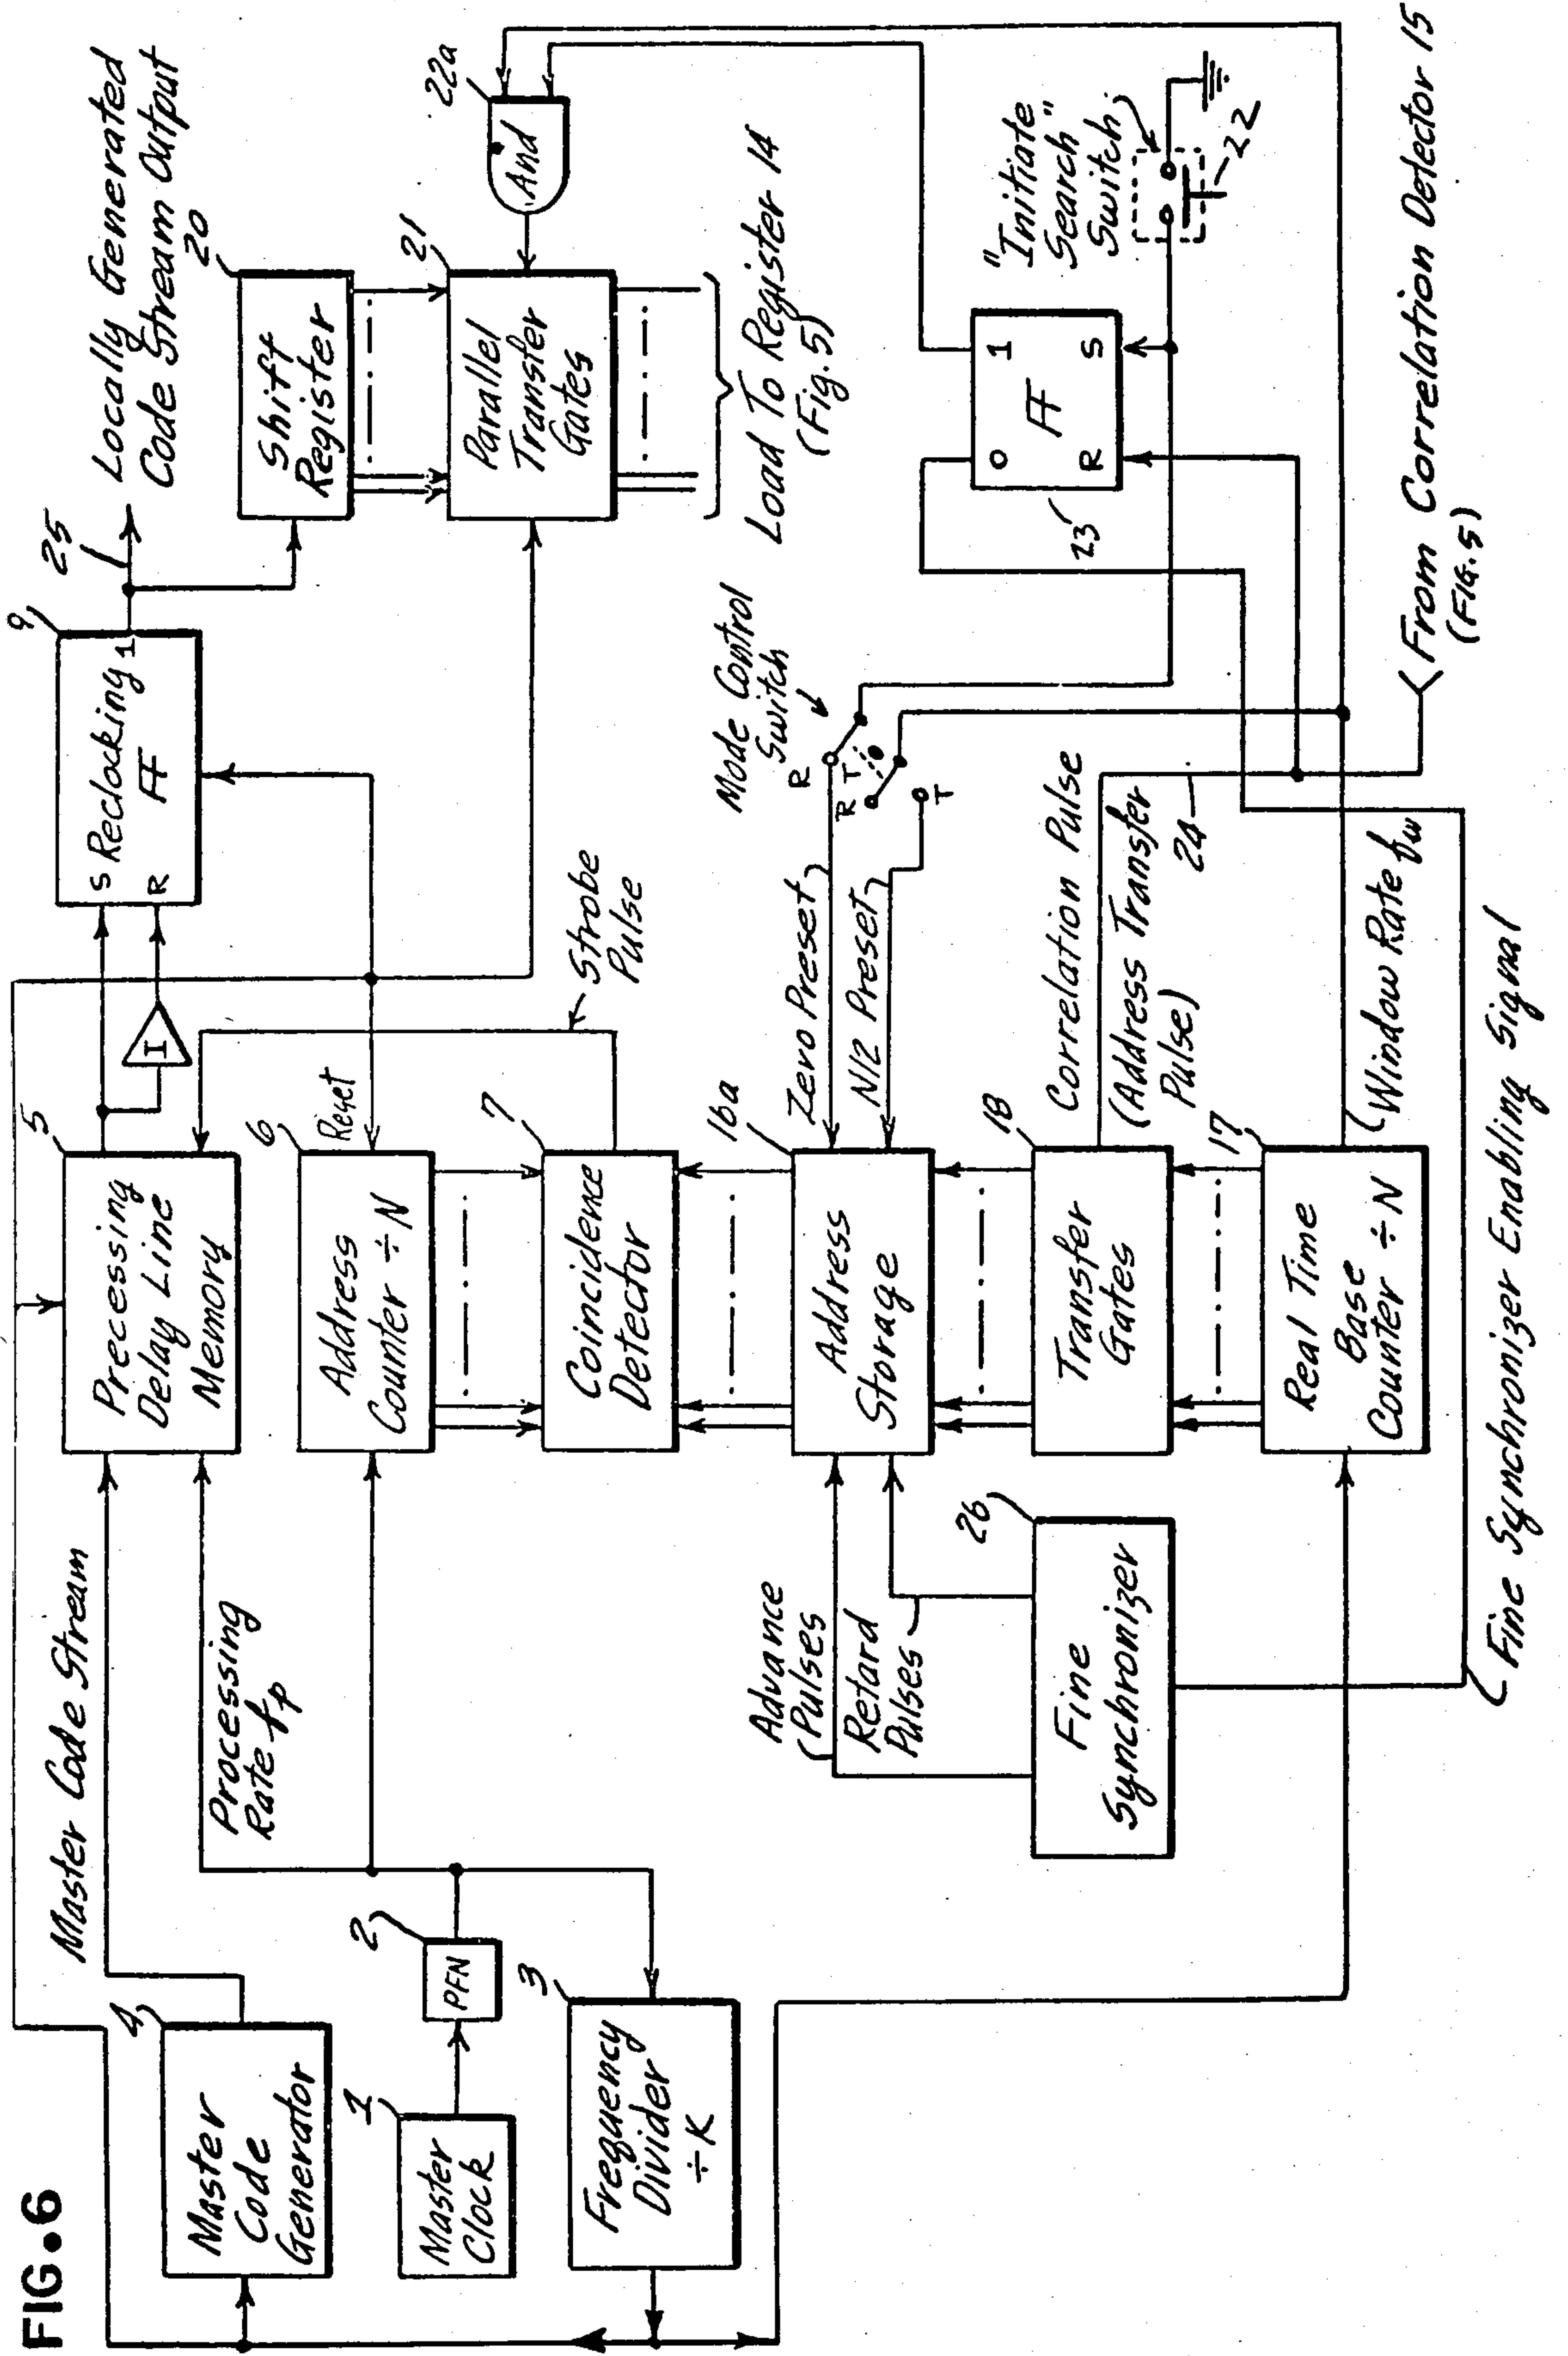 FIG.6
Master Code Stream
Processing
Rate fp
4
Master
Code
Generator
1
Master
Clock
2
PFN
3
Frequency
Divider
÷K
5
Precessing
Delay Line
Memory
6
Address
Counter ÷ N
Reset
7
Coincidence
Detector
16a
Address
Storage
18
Transfer
Gates
17
Real Time
Base
Counter ÷ N
26
Fine
Synchronizer
Advance
Pulses
Retard
Pulses
I
9
S Reclocking 1
R FF
25
Locally Generated
Code Stream Output
20
Shift
Register
21
Parallel
Transfer
Gates
22a
And
Load To Register 14
(Fig.5)
Strobe
Pulse
Mode Control
Switch
R
T
R
T
Zero Preset
N/2 Preset
Correlation Pulse
(Address Transfer
Pulse)
24
Window Rate fw
0 1
FF
R S
23
"Initiate
Search"
Switch
22
From Correlation Detector 15
(FIG.5)
Fine Synchronizer Enabling Signal